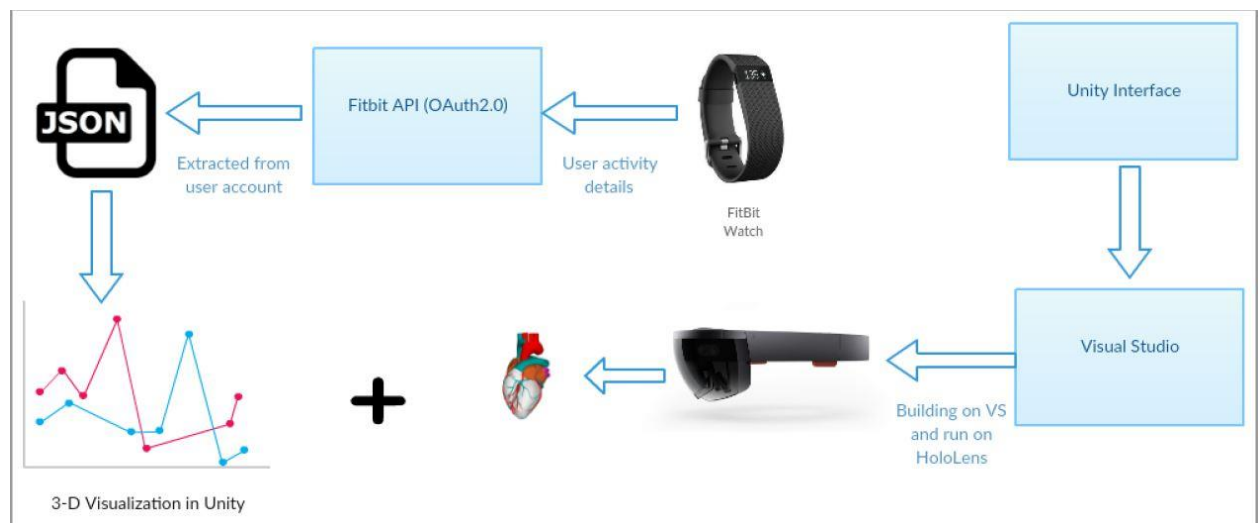 JSON
Fitbit API (OAuth2.0)
Unity Interface
Extracted from
user account
User activity
details
FitBit
Watch
Visual Studio
Building on VS
and run on
HoloLens
3-D Visualization in Unity